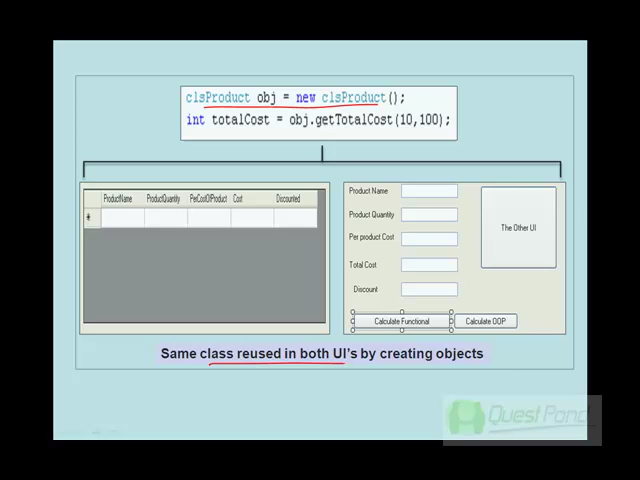 clsProduct obj = new clsProduct();
int totalCost = obj.getTotalCost(10,100);
ProductName ProductQuantity PerCostOfProduct Cost Discounted
*
Product Name
Product Quantity
Per product Cost
Total Cost
Discount
The Other UI
Calculate Functional Calculate OOP
Same class reused in both UI's by creating objects
QuestPond